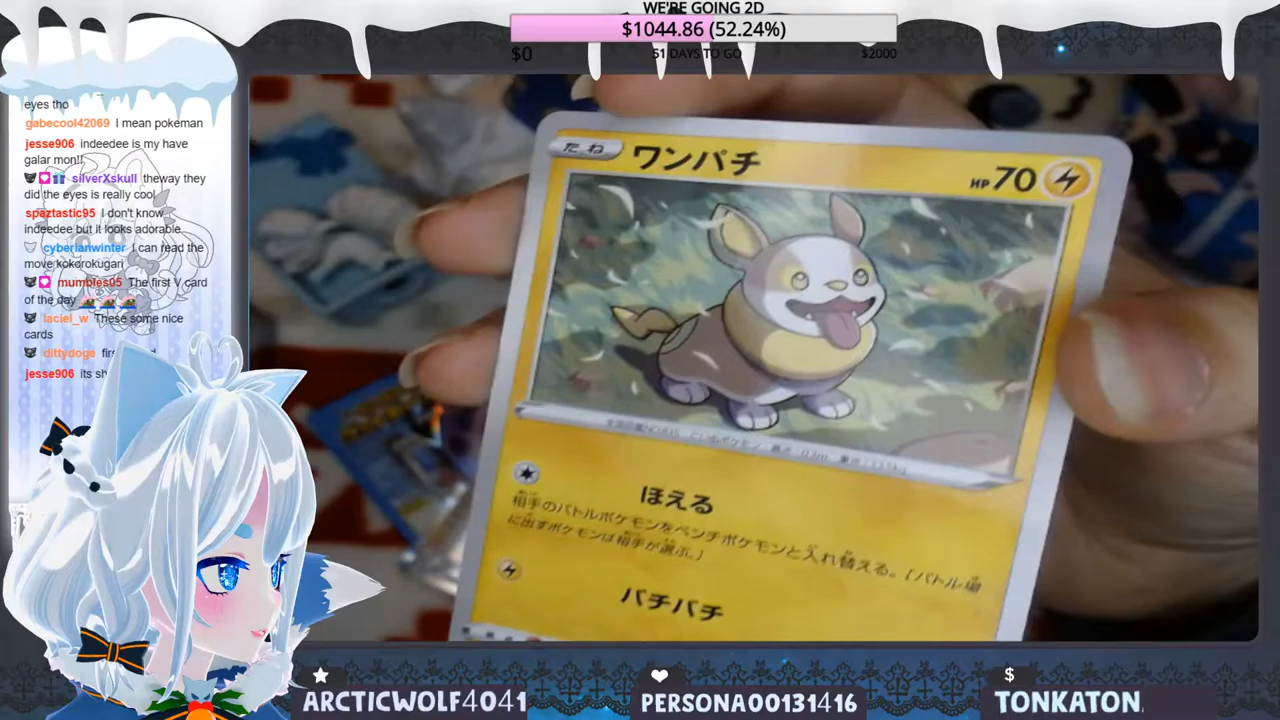 WE'RE GOING 2D
$1044.86 (52.24%)
$0
51 DAYS TO GO
$2000
eyes tho
gabecool42069 I mean pokeman
jesse906 indeedee is my have
galar mon!!
silverXskull theway they
did the eyes is really cool
spaztastic95 I don't know
indeedee but it looks adorable
cyberianwinter I can read the
move kokorokugari
mumbles05 The first V card
of the day
laciel_w These some nice
cards
dittydoge
jesse906 its
たね
ワンパチ
HP70
ほえる
相手のバトルポケモンをベンチポケモンと入れ替える。[バトル場
に出すポケモンは相手が選ぶ。]
パチパチ
ARCTICWOLF4041
PERSONA00131416
TONKATON